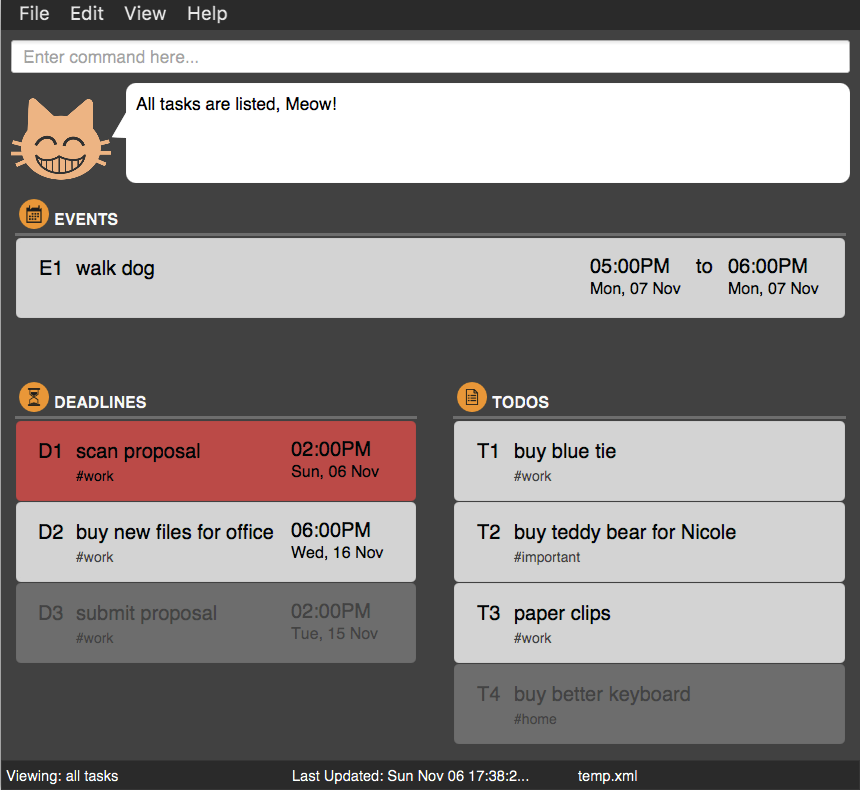 File Edit View Help
Enter command here...
All tasks are listed, Meow!
EVENTS
E1 walk dog 05:00PM to 06:00PM
Mon, 07 Nov Mon, 07 Nov
DEADLINES
D1 scan proposal 02:00PM
#work Sun, 06 Nov
D2 buy new files for office 06:00PM
#work Wed, 16 Nov
D3 submit proposal 02:00PM
#work Tue, 15 Nov
TODOS
T1 buy blue tie
#work
T2 buy teddy bear for Nicole
#important
T3 paper clips
#work
T4 buy better keyboard
#home
Viewing: all tasks Last Updated: Sun Nov 06 17:38:2... temp.xml